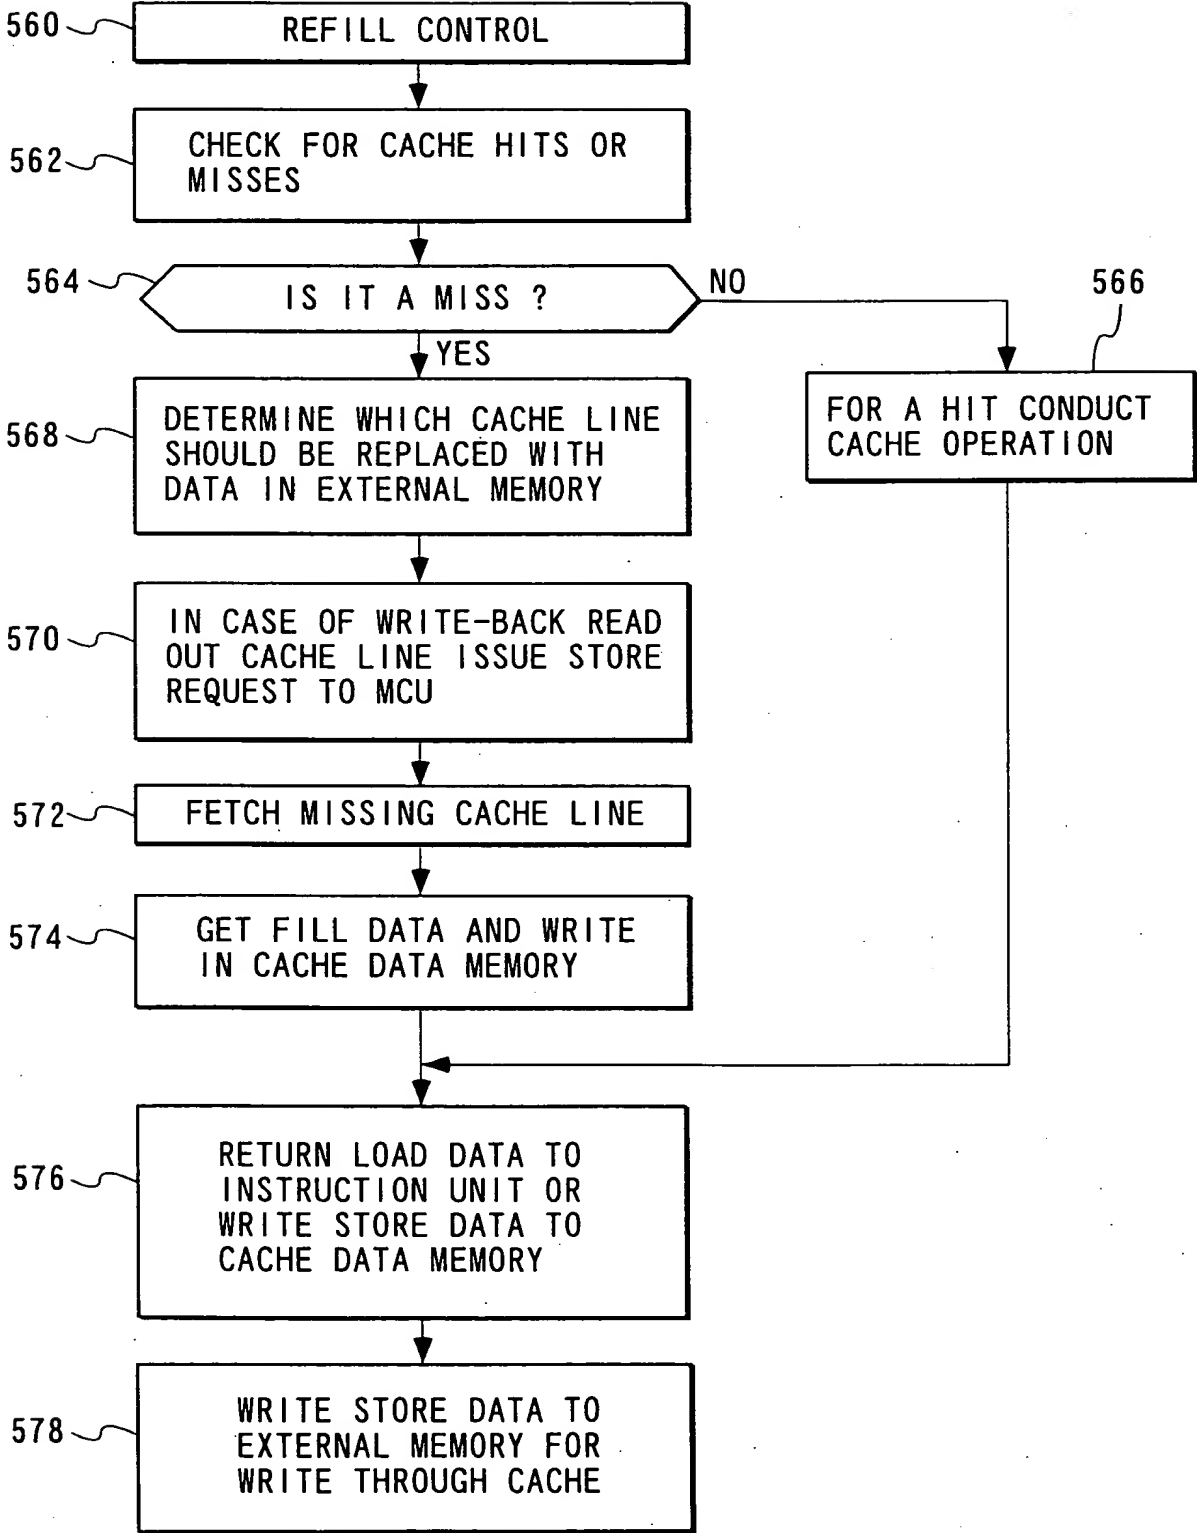 560
REFILL CONTROL
562
CHECK FOR CACHE HITS OR
MISSES
564
IS IT A MISS ?
NO
566
YES
568
DETERMINE WHICH CACHE LINE
SHOULD BE REPLACED WITH
DATA IN EXTERNAL MEMORY
FOR A HIT CONDUCT
CACHE OPERATION
570
IN CASE OF WRITE-BACK READ
OUT CACHE LINE ISSUE STORE
REQUEST TO MCU
572
FETCH MISSING CACHE LINE
574
GET FILL DATA AND WRITE
IN CACHE DATA MEMORY
576
RETURN LOAD DATA TO
INSTRUCTION UNIT OR
WRITE STORE DATA TO
CACHE DATA MEMORY
578
WRITE STORE DATA TO
EXTERNAL MEMORY FOR
WRITE THROUGH CACHE